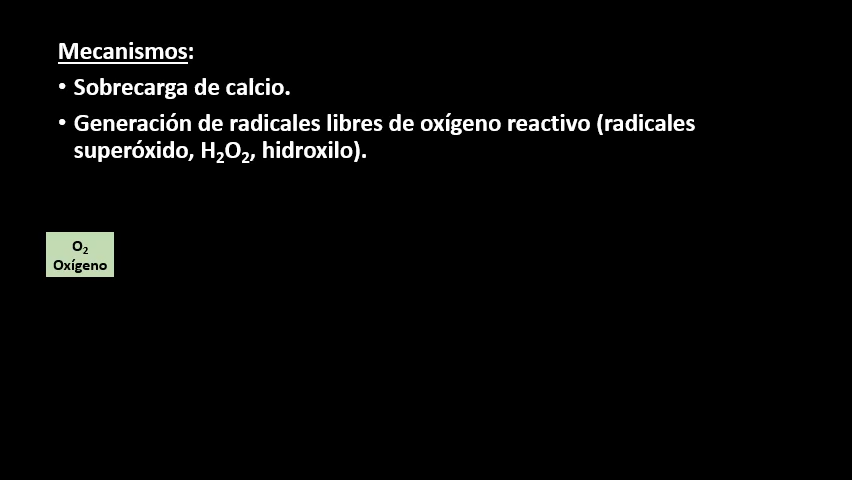 Mecanismos:
• Sobrecarga de calcio.
• Generación de radicales libres de oxígeno reactivo (radicales
superóxido, H₂O₂, hidroxilo).
O₂
Oxígeno